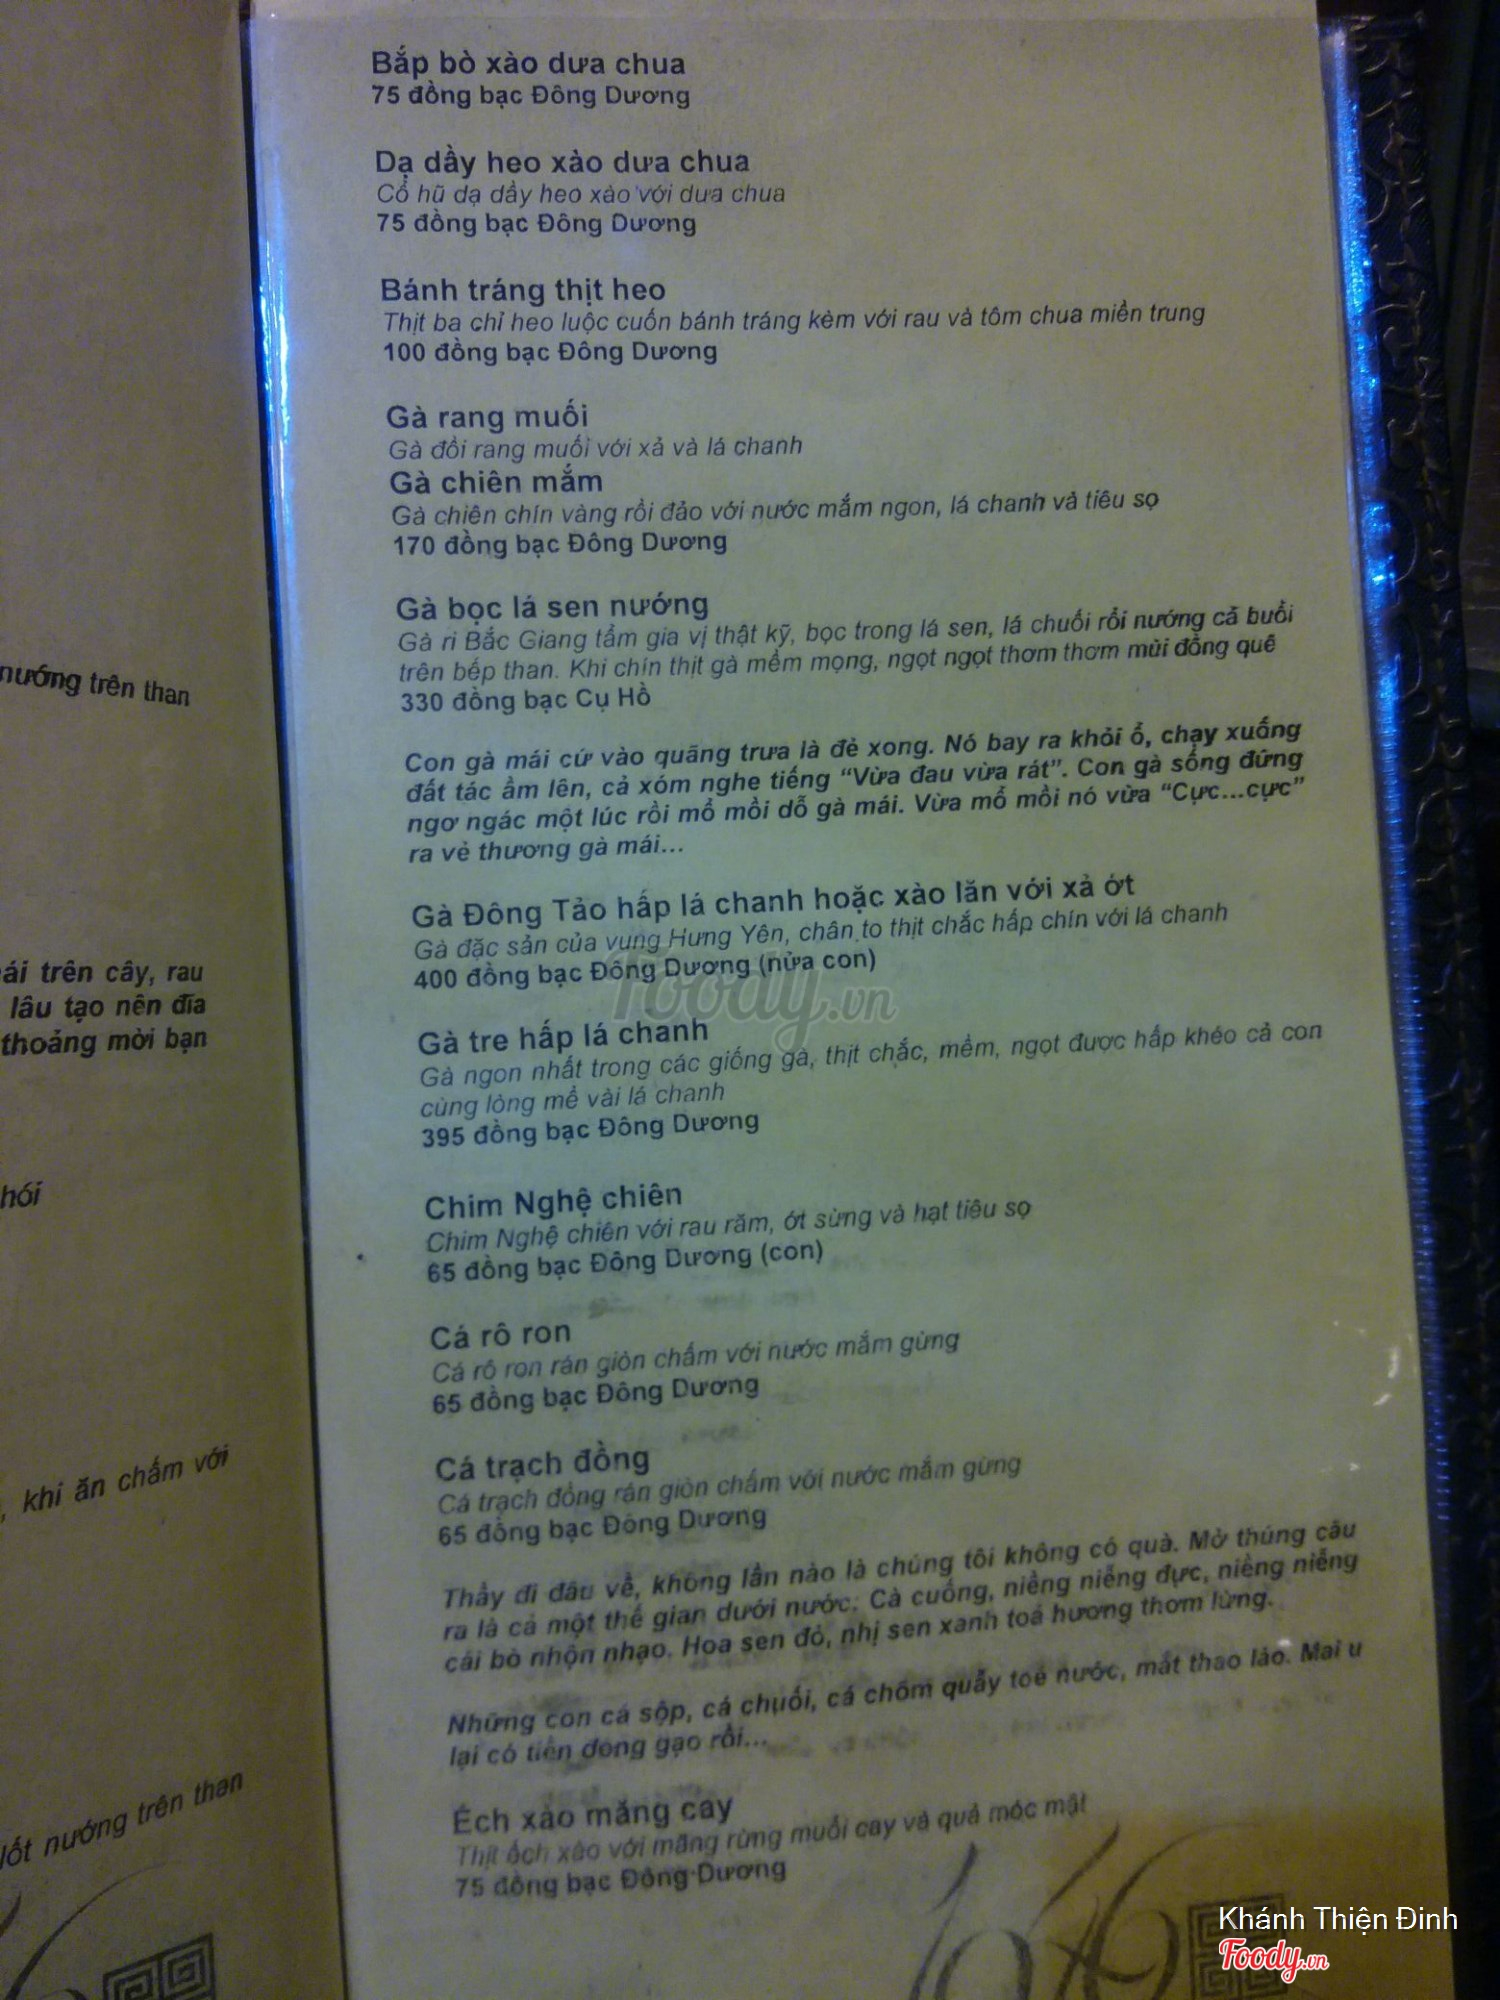 nướng trên than
ái trên cây, rau
lâu tạo nên đĩa
thoảng mời bạn
hói
, khi ăn chấm với
lốt nướng trên than
Bắp bò xào dưa chua
75 đồng bạc Đông Dương
Dạ dầy heo xào dưa chua
Cổ hũ dạ dầy heo xào với dưa chua
75 đồng bạc Đông Dương
Bánh tráng thịt heo
Thịt ba chỉ heo luộc cuốn bánh tráng kèm với rau và tôm chua miền trung
100 đồng bạc Đông Dương
Gà rang muối
Gà đồi rang muối với xả và lá chanh
Gà chiên mắm
Gà chiên chín vàng rồi đảo với nước mắm ngon, lá chanh và tiêu sọ
170 đồng bạc Đông Dương
Gà bọc lá sen nướng
Gà ri Bắc Giang tẩm gia vị thật kỹ, bọc trong lá sen, lá chuối rồi nướng cả buổi
trên bếp than. Khi chín thịt gà mềm mọng, ngọt ngọt thơm thơm mùi đồng quê
330 đồng bạc Cụ Hồ
Con gà mái cứ vào quãng trưa là đẻ xong. Nó bay ra khỏi ổ, chạy xuống
đất tác ầm lên, cả xóm nghe tiếng “Vừa đau vừa rát”. Con gà sống đứng
ngơ ngác một lúc rồi mổ mồi dỗ gà mái. Vừa mổ mồi nó vừa “Cực...cực”
ra vẻ thương gà mái...
Gà Đông Tảo hấp lá chanh hoặc xào lăn với xả ớt
Gà đặc sản của vung Hưng Yên, chân to thịt chắc hấp chín với lá chanh
400 đồng bạc Đông Dương (nửa con)
Foody.vn
Gà tre hấp lá chanh
Gà ngon nhất trong các giống gà, thịt chắc, mềm, ngọt được hấp khéo cả con
cùng lòng mề vài lá chanh
395 đồng bạc Đông Dương
Chim Nghệ chiên
Chim Nghệ chiên với rau răm, ớt sừng và hạt tiêu sọ
65 đồng bạc Đông Dương (con)
Cá rô ron
Cá rô ron rán giòn chấm với nước mắm gừng
65 đồng bạc Đông Dương
Cá trạch đồng
Cá trạch đồng rán giòn chấm với nước mắm gừng
65 đồng bạc Đông Dương
Thầy đi đâu về, không lần nào là chúng tôi không có quà. Mở thúng câu
ra là cả một thế gian dưới nước: Cà cuống, niềng niễng đực, niềng niễng
cái bò nhộn nhạo. Hoa sen đỏ, nhị sen xanh toả hương thơm lừng.
Những con cá sộp, cá chuối, cá chốm quẫy toé nước, mắt thao láo. Mai u
lại có tiền đong gạo rồi...
Ếch xào măng cay
Thịt ếch xào với măng rừng muối cay và quả móc mật
75 đồng bạc Đông Dương
Khánh Thiện Đinh
Foody.vn